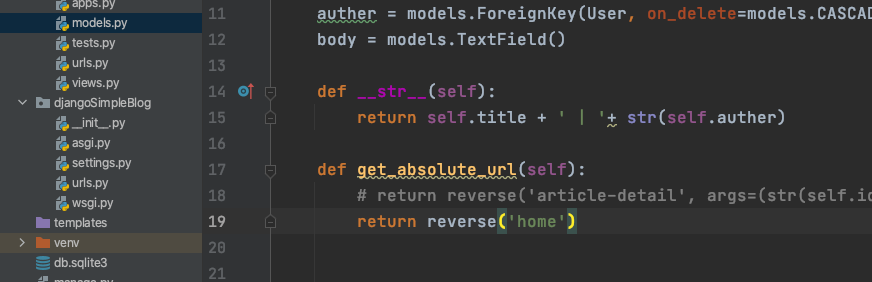 apps.py
models.py
tests.py
urls.py
views.py
djangoSimpleBlog
__init__.py
asgi.py
settings.py
urls.py
wsgi.py
templates
venv
db.sqlite3
manage.py
11 auther = models.ForeignKey(User, on_delete=models.CASCAD
12 body = models.TextField()
13
14 def __str__(self):
15 return self.title + ' | '+ str(self.auther)
16
17 def get_absolute_url(self):
18 # return reverse('article-detail', args=(str(self.id
19 return reverse('home')
20
21